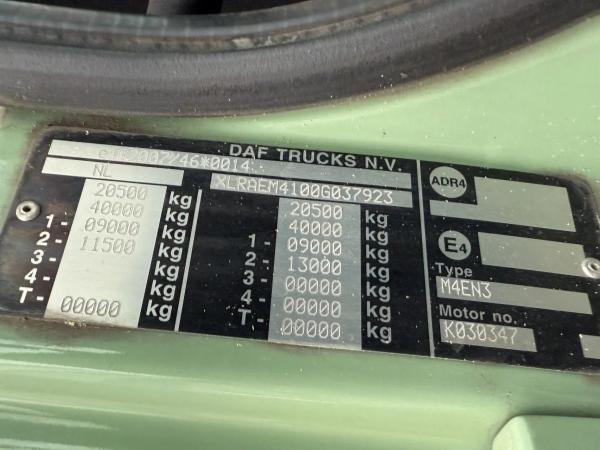 DAF TRUCKS N.V.
2007/46*0014
NL XLRAEM4100G037923
20500 kg 20500 kg
40000 kg 40000 kg
1- 09000 kg 1- 09000 kg
2- 11500 kg 2- 13000 kg
3- kg 3- 00000 kg
4- kg 4- 00000 kg
T- 00000 kg T- 00000 kg
ADR4
E4
Type
M4EN3
Motor no.
K030347